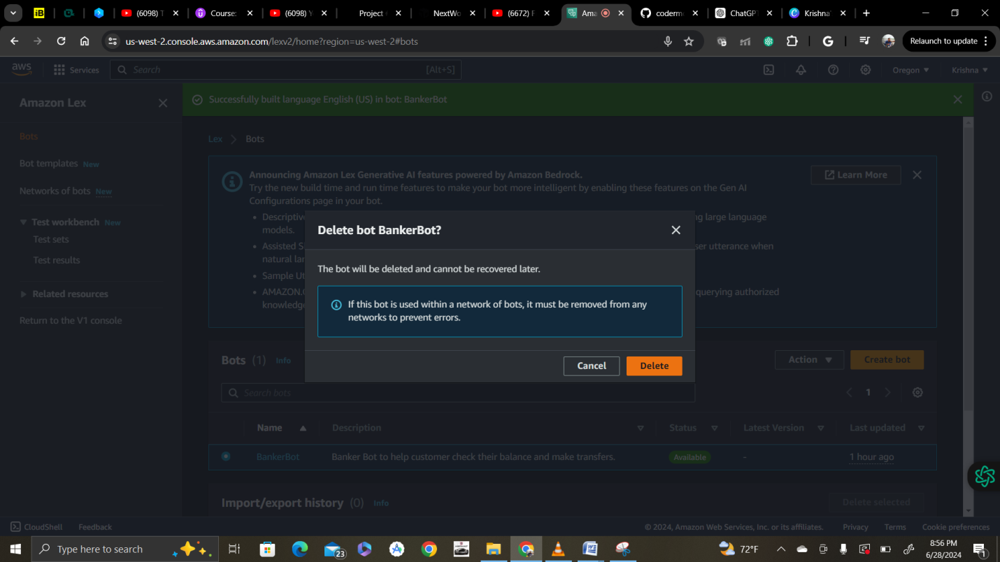 iB
(6098) T
Course:
(6098) Y
Project
NextWo
(6672) F
Ama
coderm
ChatGPT
Krishna'
us-west-2.console.aws.amazon.com/lexv2/home?region=us-west-2#bots
Relaunch to update
aws
Services
Search
[Alt+S]
Oregon
Krishna
Amazon Lex
Successfully built language English (US) in bot: BankerBot
Bots
Bot templates New
Networks of bots New
Test workbench New
Test sets
Test results
Related resources
Return to the V1 console
Lex
Bots
Announcing Amazon Lex Generative AI features powered by Amazon Bedrock.
Try the new build time and run time features to make your bot more intelligent by enabling these features on the Gen AI
Configurations page in your bot.
Learn More
Descriptiv
ng large language
models.
Assisted S
ser utterance when
natural lan
Sample Ut
AMAZON.
querying authorized
knowledge
Delete bot BankerBot?
The bot will be deleted and cannot be recovered later.
If this bot is used within a network of bots, it must be removed from any
networks to prevent errors.
Cancel
Delete
Bots (1) Info
Action
Create bot
Search bots
1
Name
Description
Status
Latest Version
Last updated
BankerBot
Banker Bot to help customer check their balance and make transfers.
Available
-
1 hour ago
Import/export history (0) Info
Delete selected
CloudShell
Feedback
© 2024, Amazon Web Services, Inc. or its affiliates.
Privacy
Terms
Cookie preferences
Type here to search
23
72°F
8:56 PM
6/28/2024
1